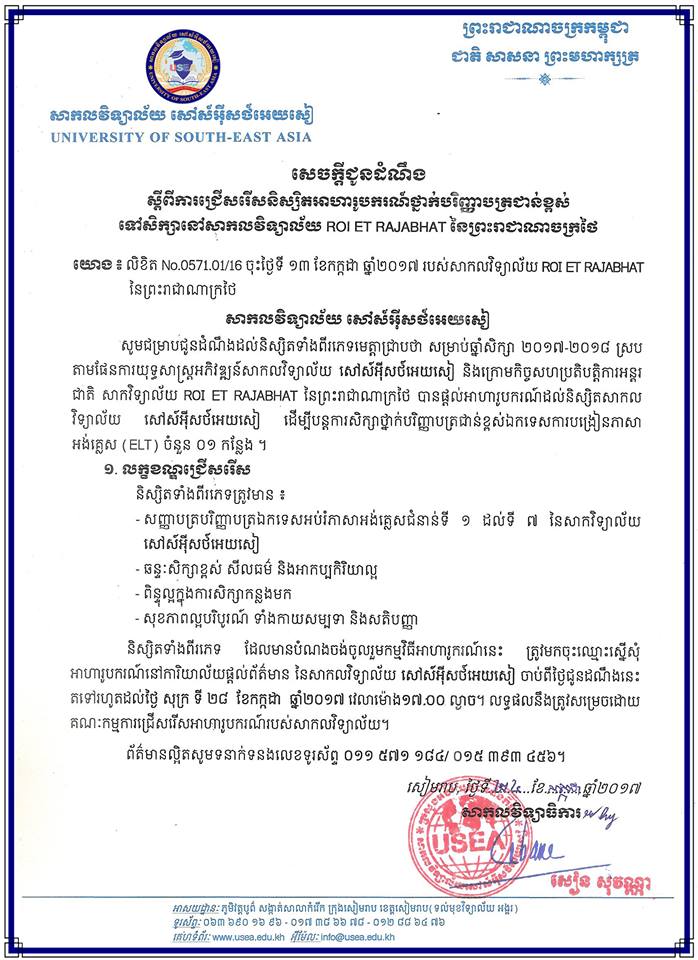 ព្រះរាជាណាចក្រកម្ពុជា
ជាតិ សាសនា ព្រះមហាក្សត្រ
USEA
UNIVERSITY OF SOUTH-EAST ASIA
សាកលវិទ្យាល័យ សៅស៍អ៊ីសថ៍អេយសៀ
UNIVERSITY OF SOUTH-EAST ASIA
សេចក្តីជូនដំណឹង
ស្តីពីការជ្រើសរើសនិស្សិតអាហារូបករណ៍ថ្នាក់បរិញ្ញាបត្រជាន់ខ្ពស់
ទៅសិក្សានៅសាកលវិទ្យាល័យ ROI ET RAJABHAT នៃព្រះរាជាណាចក្រថៃ
យោង ៖ លិខិត No.0571.01/16 ចុះថ្ងៃទី ១៣ ខែកក្កដា ឆ្នាំ២០១៧ របស់សាកលវិទ្យាល័យ ROI ET RAJABHAT
នៃព្រះរាជាណាក្រថៃ
សាកលវិទ្យាល័យ សៅស៍អ៊ីសថ៍អេយសៀ
សូមជម្រាបជូនដំណឹងដល់និស្សិតទាំងពីរភេទមេត្តាជ្រាបថា សម្រាប់ឆ្នាំសិក្សា ២០១៧-២០១៨ ស្រប
តាមផែនការយុទ្ធសាស្ត្រអភិវឌ្ឍន៍សាកលវិទ្យាល័យ សៅស៍អ៊ីសថ៍អេយសៀ និងក្រោមកិច្ចសហប្រតិបត្តិការអន្តរ
ជាតិ សាកវិទ្យាល័យ ROI ET RAJABHAT នៃព្រះរាជាណាក្រថៃ បានផ្តល់អាហារូបករណ៍ដល់និស្សិតសាកល
វិទ្យាល័យ សៅស៍អ៊ីសថ៍អេយសៀ ដើម្បីបន្តការសិក្សាថ្នាក់បរិញ្ញាបត្រជាន់ខ្ពស់ឯកទេសការបង្រៀនភាសា
អង់គ្លេស (ELT) ចំនួន ០១ កន្លែង ។
១. លក្ខខណ្ឌជ្រើសរើស
និស្សិតទាំងពីរភេទត្រូវមាន ៖
- សញ្ញាបត្របរិញ្ញាបត្រឯកទេសអប់រំភាសាអង់គ្លេសជំនាន់ទី ១ ដល់ទី ៧ នៃសាកវិទ្យាល័យ
សៅស៍អ៊ីសថ៍អេយសៀ
- ឆន្ទៈសិក្សាខ្ពស់ សីលធម៌ និងអាកប្បកិរិយាល្អ
- ពិន្ទុល្អក្នុងការសិក្សាកន្លងមក
- សុខភាពល្អបរិបូរណ៍ ទាំងកាយសម្បទា និងសតិបញ្ញា
និស្សិតទាំងពីរភេទ ដែលមានបំណងចង់ចូលរួមកម្មវិធីអាហារូករណ៍នេះ ត្រូវមកចុះឈ្មោះស្នើសុំ
អាហារូបករណ៍នៅការិយាល័យផ្តល់ព័ត៌មាន នៃសាកលវិទ្យាល័យ សៅស៍អ៊ីសថ៍អេយសៀ ចាប់ពីថ្ងៃជូនដំណឹងនេះ
តទៅរហូតដល់ថ្ងៃ សុក្រ ទី ២៨ ខែកក្កដា ឆ្នាំ២០១៧ វេលាម៉ោង១៧.០០ ល្ងាច។ លទ្ធផលនឹងត្រូវសម្រេចដោយ
គណៈកម្មការជ្រើសរើសអាហារូបករណ៍របស់សាកលវិទ្យាល័យ។
ព័ត៌មានល្អិតសូមទនាក់ទនងលេខទូរស័ព្ទ ០១១ ៥៧១ ១៨៤/ ០១៥ ៣៩៣ ៤៥៦។
សៀមរាប, ថ្ងៃទី ខែ កក្កដា ឆ្នាំ២០១៧
សាកលវិទ្យាធិការ
USEA
សៀន សុវណ្ណា
អាសយដ្ឋានៈ ភូមិវត្តបូព៌ សង្កាត់សាលាកំរើក ក្រុងសៀមរាប ខេត្តសៀមរាប(ទល់មុខវិទ្យាល័យ អង្គរ)
ទូរស័ព្ទៈ ០៦៣ ៦៩០ ១៦ ៩៦ - ០១៧ ៣៨ ៦៦ ៧៨ - ០១២ ៨៨ ៦៤ ៧៦
គេហទំព័រៈ www.usea.edu.kh អ៊ីម៉ែលៈ info@usea.edu.kh